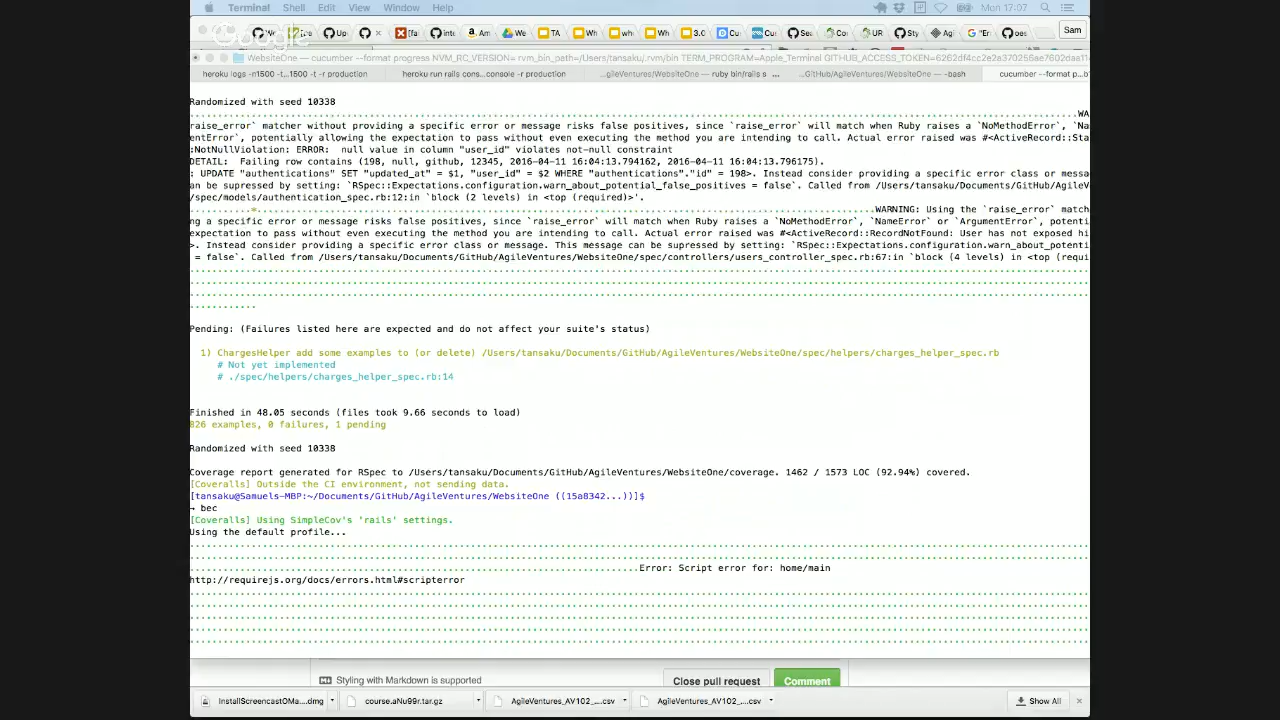 Terminal Shell Edit View Window Help Mon 17:07
Google
Sam
WebsiteOne — cucumber --format progress NVM_RC_VERSION= rvm_bin_path=/Users/tansaku/.rvm/bin TERM_PROGRAM=Apple_Terminal
heroku logs -n1500 -t...1500 -t -r production heroku run rails cons...console -r production ...gileVentures/WebsiteOne — ruby bin/rails s ... ...GitHub/AgileVentures/WebsiteOne — -bash cucumber --format p...
Randomized with seed 10338
WA
raise_error` matcher without providing a specific error or message risks false positives, since `raise_error` will match when Ruby raises a `NoMethodError`, `Na
entError`, potentially allowing the expectation to pass without even executing the method you are intending to call. Actual error raised was #<ActiveRecord::Sta
:NotNullViolation: ERROR: null value in column "user_id" violates not-null constraint
DETAIL: Failing row contains (198, null, github, 12345, 2016-04-11 16:04:13.794162, 2016-04-11 16:04:13.796175).
: UPDATE "authentications" SET "updated_at" = $1, "user_id" = $2 WHERE "authentications"."id" = 198>. Instead consider providing a specific error class or messa
an be supressed by setting: `RSpec::Expectations.configuration.warn_about_potential_false_positives = false`. Called from /Users/tansaku/Documents/GitHub/AgileV
/spec/models/authentication_spec.rb:12:in `block (2 levels) in <top (required)>'.
WARNING: Using the `raise_error` match
ng a specific error or message risks false positives, since `raise_error` will match when Ruby raises a `NoMethodError`, `NameError` or `ArgumentError`, potenti
expectation to pass without even executing the method you are intending to call. Actual error raised was #<ActiveRecord::RecordNotFound: User has not exposed hi
>. Instead consider providing a specific error class or message. This message can be supressed by setting: `RSpec::Expectations.configuration.warn_about_potenti
= false`. Called from /Users/tansaku/Documents/GitHub/AgileVentures/WebsiteOne/spec/controllers/users_controller_spec.rb:67:in `block (4 levels) in <top (requi
Pending: (Failures listed here are expected and do not affect your suite's status)
1) ChargesHelper add some examples to (or delete) /Users/tansaku/Documents/GitHub/AgileVentures/WebsiteOne/spec/helpers/charges_helper_spec.rb
# Not yet implemented
# ./spec/helpers/charges_helper_spec.rb:14
Finished in 48.05 seconds (files took 9.66 seconds to load)
826 examples, 0 failures, 1 pending
Randomized with seed 10338
Coverage report generated for RSpec to /Users/tansaku/Documents/GitHub/AgileVentures/WebsiteOne/coverage. 1462 / 1573 LOC (92.94%) covered.
[Coveralls] Outside the CI environment, not sending data.
[tansaku@Samuels-MBP:~/Documents/GitHub/AgileVentures/WebsiteOne ((15a8342...))]$
→ bec
[Coveralls] Using SimpleCov's 'rails' settings.
Using the default profile...
Error: Script error for: home/main
http://requirejs.org/docs/errors.html#scripterror
Styling with Markdown is supported Close pull request Comment
InstallScreencastOMa....dmg course.aNu99r.tar.gz AgileVentures_AV102_....csv AgileVentures_AV102_....csv Show All